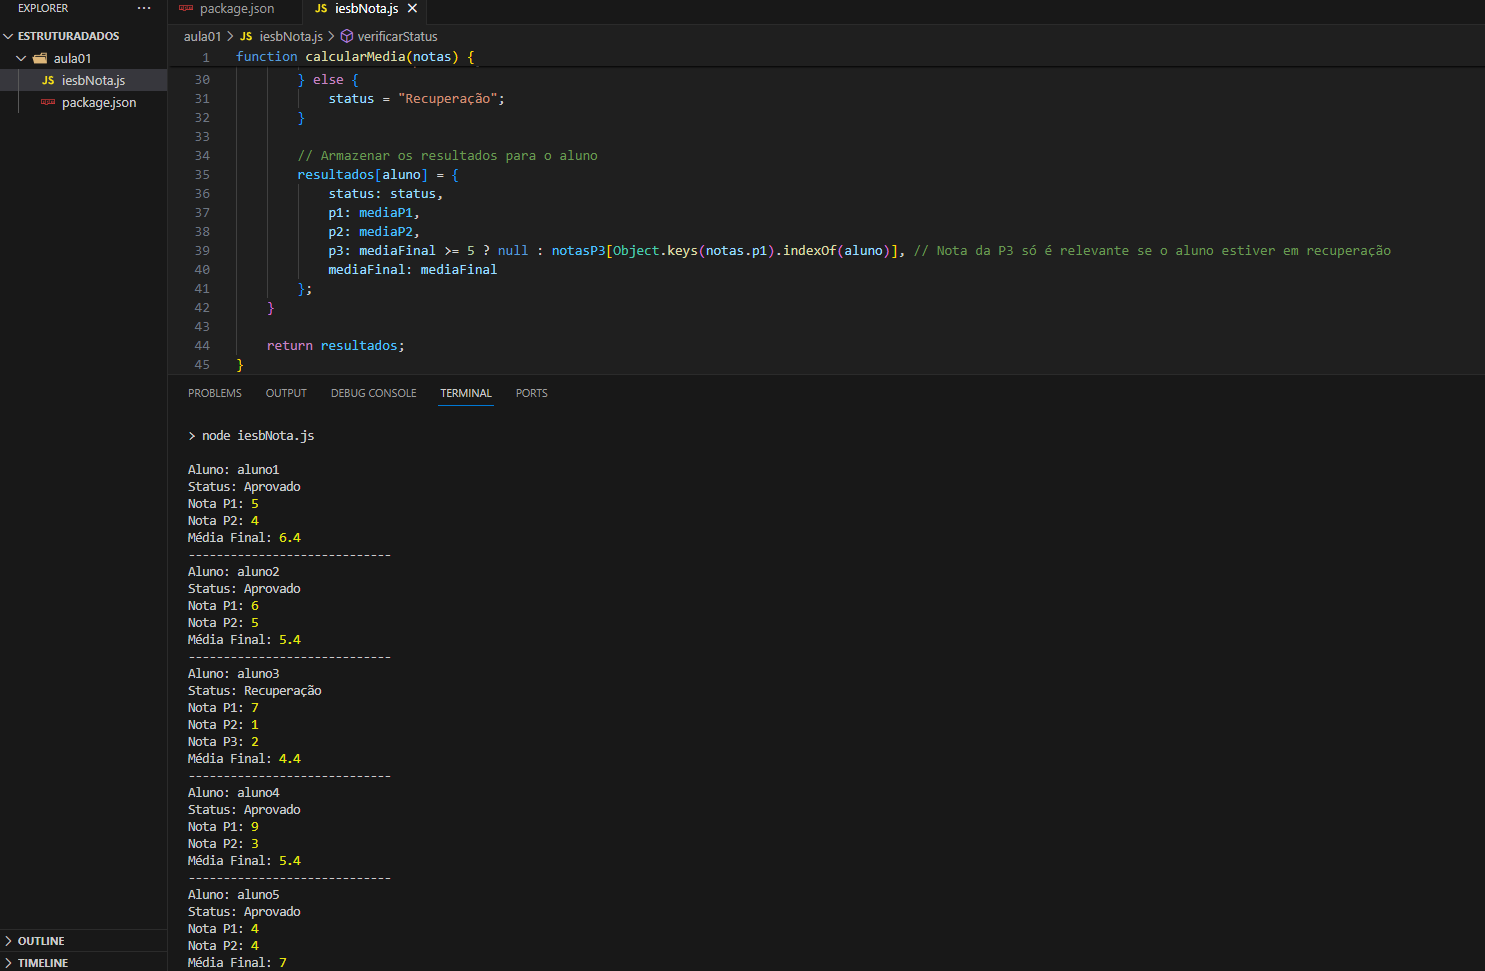 EXPLORER ...
ESTRUTURADADOS
aula01
JS iesbNota.js
package.json
OUTLINE
TIMELINE
package.json JS iesbNota.js
aula01 > JS iesbNota.js > verificarStatus
1 function calcularMedia(notas) {
30 } else {
31 status = "Recuperação";
32 }
33
34 // Armazenar os resultados para o aluno
35 resultados[aluno] = {
36 status: status,
37 p1: mediaP1,
38 p2: mediaP2,
39 p3: mediaFinal >= 5 ? null : notasP3[Object.keys(notas.p1).indexOf(aluno)], // Nota da P3 só é relevante se o aluno estiver em recuperação
40 mediaFinal: mediaFinal
41 };
42 }
43
44 return resultados;
45 }
PROBLEMS OUTPUT DEBUG CONSOLE TERMINAL PORTS
> node iesbNota.js
Aluno: aluno1
Status: Aprovado
Nota P1: 5
Nota P2: 4
Média Final: 6.4
-----------------------------
Aluno: aluno2
Status: Aprovado
Nota P1: 6
Nota P2: 5
Média Final: 5.4
-----------------------------
Aluno: aluno3
Status: Recuperação
Nota P1: 7
Nota P2: 1
Nota P3: 2
Média Final: 4.4
-----------------------------
Aluno: aluno4
Status: Aprovado
Nota P1: 9
Nota P2: 3
Média Final: 5.4
-----------------------------
Aluno: aluno5
Status: Aprovado
Nota P1: 4
Nota P2: 4
Média Final: 7